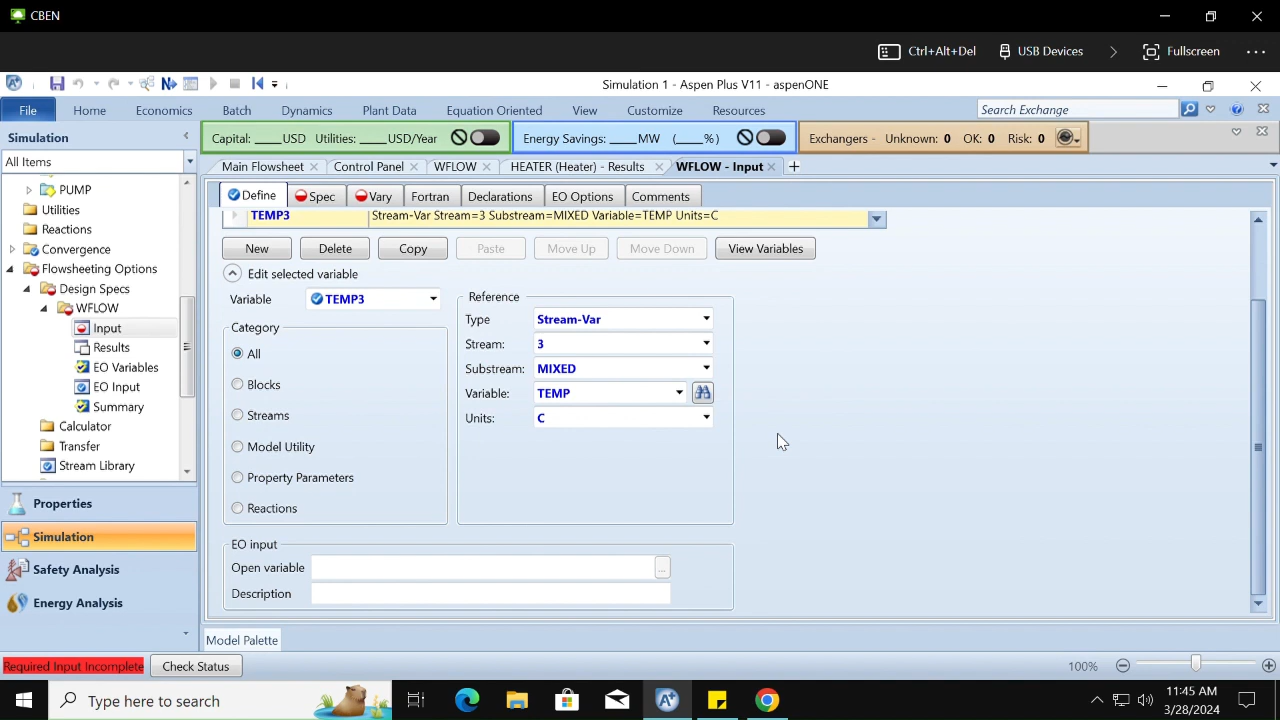 CBEN
Ctrl+Alt+Del USB Devices Fullscreen
Simulation 1 - Aspen Plus V11 - aspenONE
File Home Economics Batch Dynamics Plant Data Equation Oriented View Customize Resources Search Exchange
Simulation
Capital: ____USD Utilities: ____USD/Year Energy Savings: ____MW (____%) Exchangers - Unknown: 0 OK: 0 Risk: 0
All Items
Main Flowsheet Control Panel WFLOW HEATER (Heater) - Results WFLOW - Input
PUMP
Utilities
Reactions
Convergence
Flowsheeting Options
Design Specs
WFLOW
Input
Results
EO Variables
EO Input
Summary
Calculator
Transfer
Stream Library
Properties
Simulation
Safety Analysis
Energy Analysis
Define Spec Vary Fortran Declarations EO Options Comments
TEMP3 Stream-Var Stream=3 Substream=MIXED Variable=TEMP Units=C
New Delete Copy Paste Move Up Move Down View Variables
Edit selected variable
Variable TEMP3
Category
All
Blocks
Streams
Model Utility
Property Parameters
Reactions
Reference
Type Stream-Var
Stream: 3
Substream: MIXED
Variable: TEMP
Units: C
EO input
Open variable ...
Description
Model Palette
Required Input Incomplete Check Status 100%
Type here to search
11:45 AM
3/28/2024